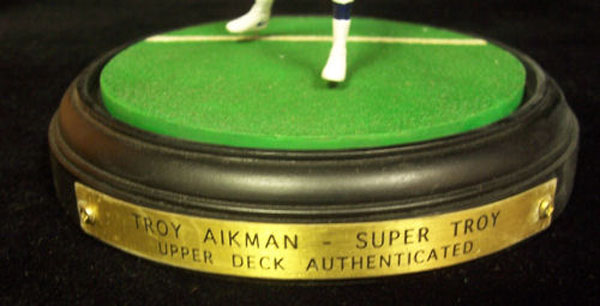 TROY AIKMAN - SUPER TROY
UPPER DECK AUTHENTICATED